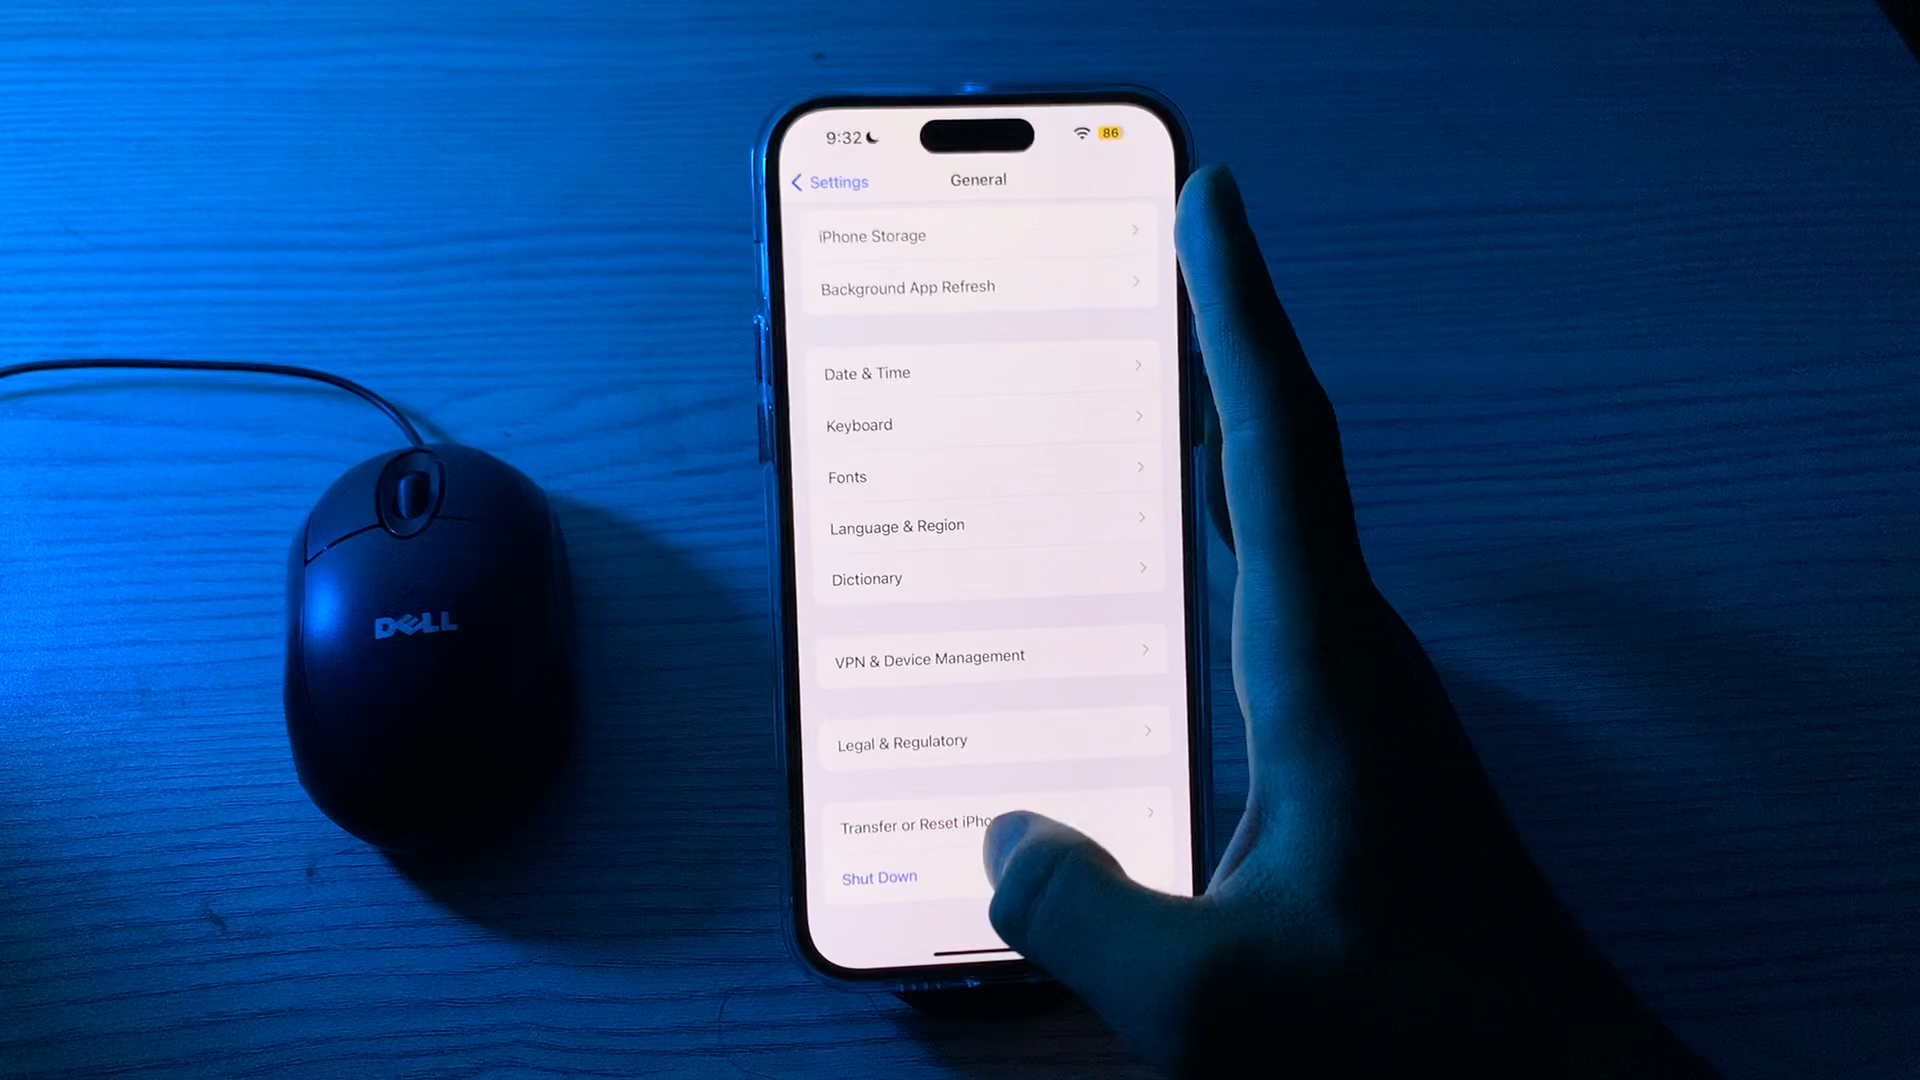 9:32
86
Settings
General
iPhone Storage
Background App Refresh
Date & Time
Keyboard
Fonts
Language & Region
Dictionary
VPN & Device Management
Legal & Regulatory
Transfer or Reset iPho
Shut Down
DELL